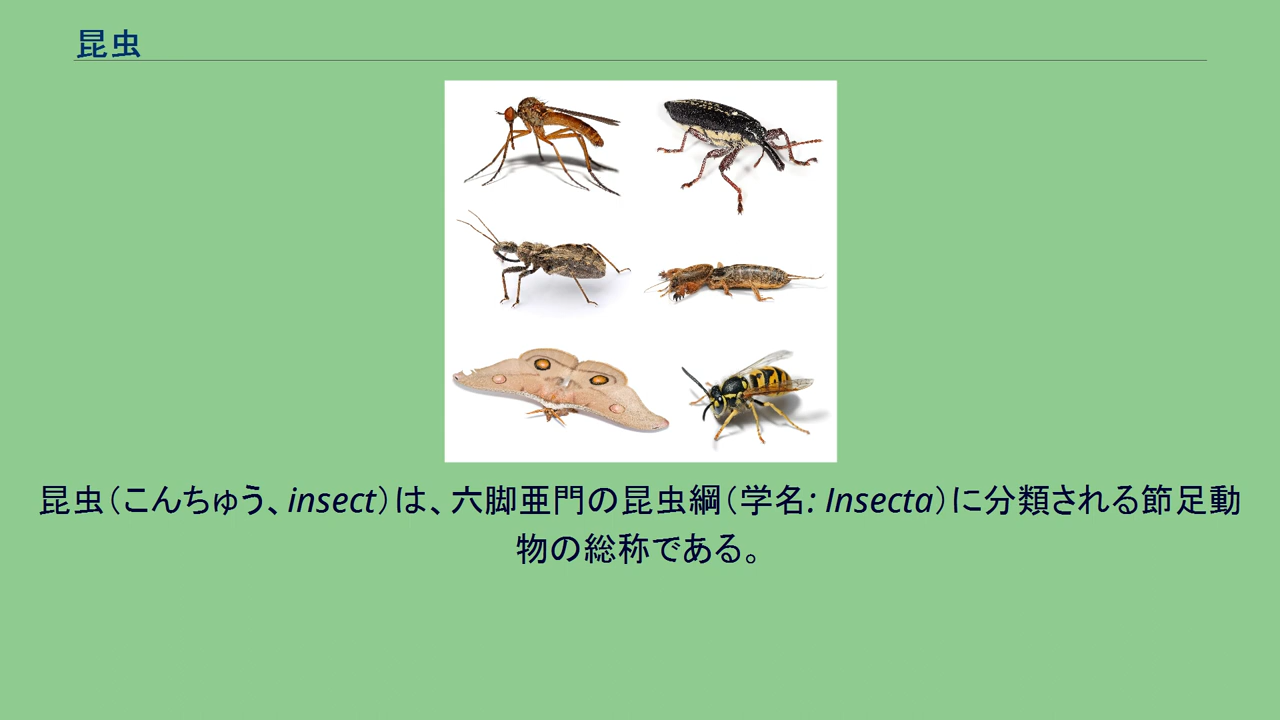 昆虫
昆虫（こんちゅう、insect）は、六脚亜門の昆虫綱（学名: Insecta）に分類される節足動
物の総称である。